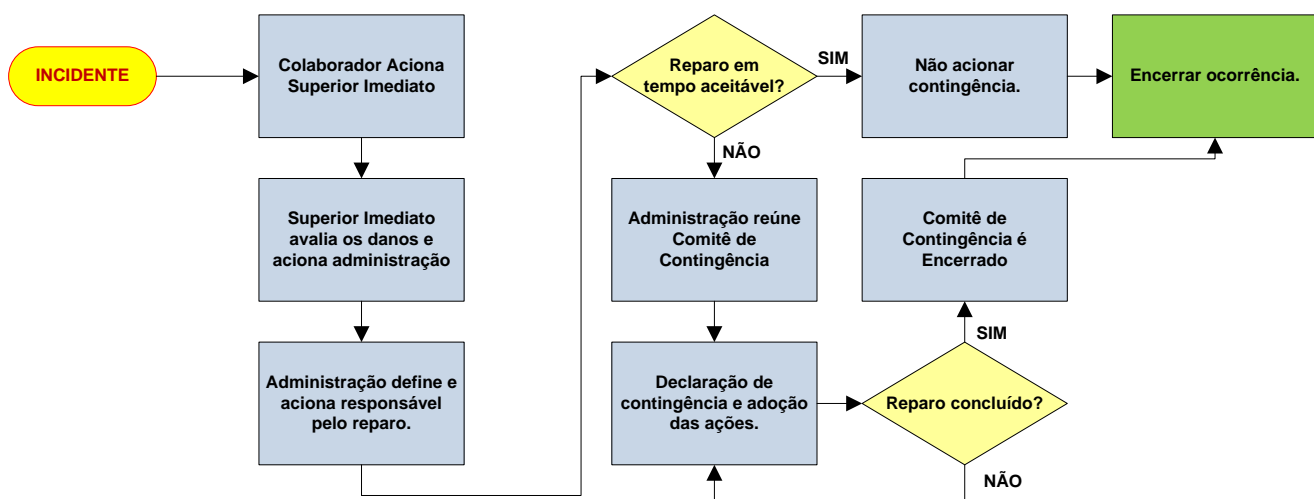 INCIDENTE
Colaborador Aciona
Superior Imediato
Superior Imediato
avalia os danos e
aciona administração
Administração define e
aciona responsável
pelo reparo.
Reparo em
tempo aceitável?
SIM
Não acionar
contingência.
Encerrar ocorrência.
NÃO
Administração reúne
Comitê de
Contingência
Declaração de
contingência e adoção
das ações.
Reparo concluído?
SIM
Comitê de
Contingência é
Encerrado
NÃO